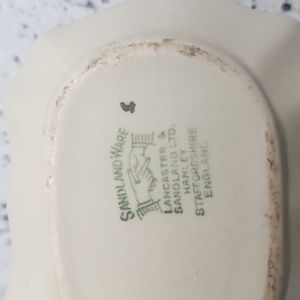 SANDLAND WARE
LANCASTER &
SANDLAND LTD.
HANLEY
STAFFORDSHIRE
ENGLAND